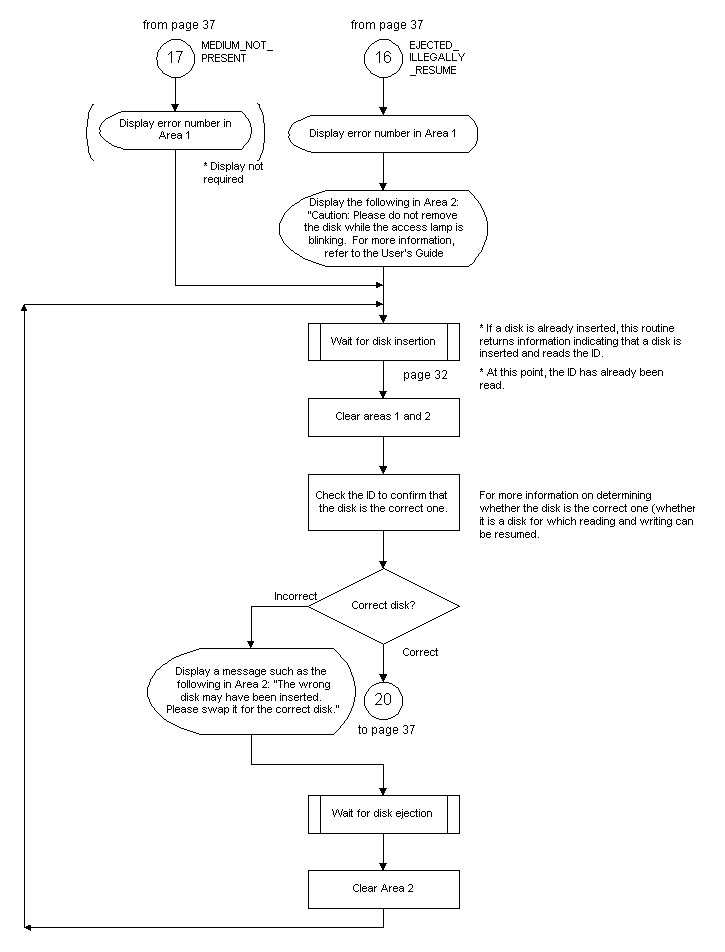 from page 37
17
MEDIUM_NOT_
PRESENT
from page 37
16
EJECTED_
ILLEGALLY
_RESUME
Display error number in
Area 1
* Display not
required
Display error number in Area 1
Display the following in Area 2:
"Caution: Please do not remove
the disk while the access lamp is
blinking. For more information,
refer to the User's Guide
Wait for disk insertion
page 32
* If a disk is already inserted, this routine
returns information indicating that a disk is
inserted and reads the ID.
* At this point, the ID has already been
read.
Clear areas 1 and 2
Check the ID to confirm that
the disk is the correct one.
For more information on determining
whether the disk is the correct one (whether
it is a disk for which reading and writing can
be resumed.
Correct disk?
Incorrect
Correct
Display a message such as the
following in Area 2: "The wrong
disk may have been inserted.
Please swap it for the correct disk."
20
to page 37
Wait for disk ejection
Clear Area 2